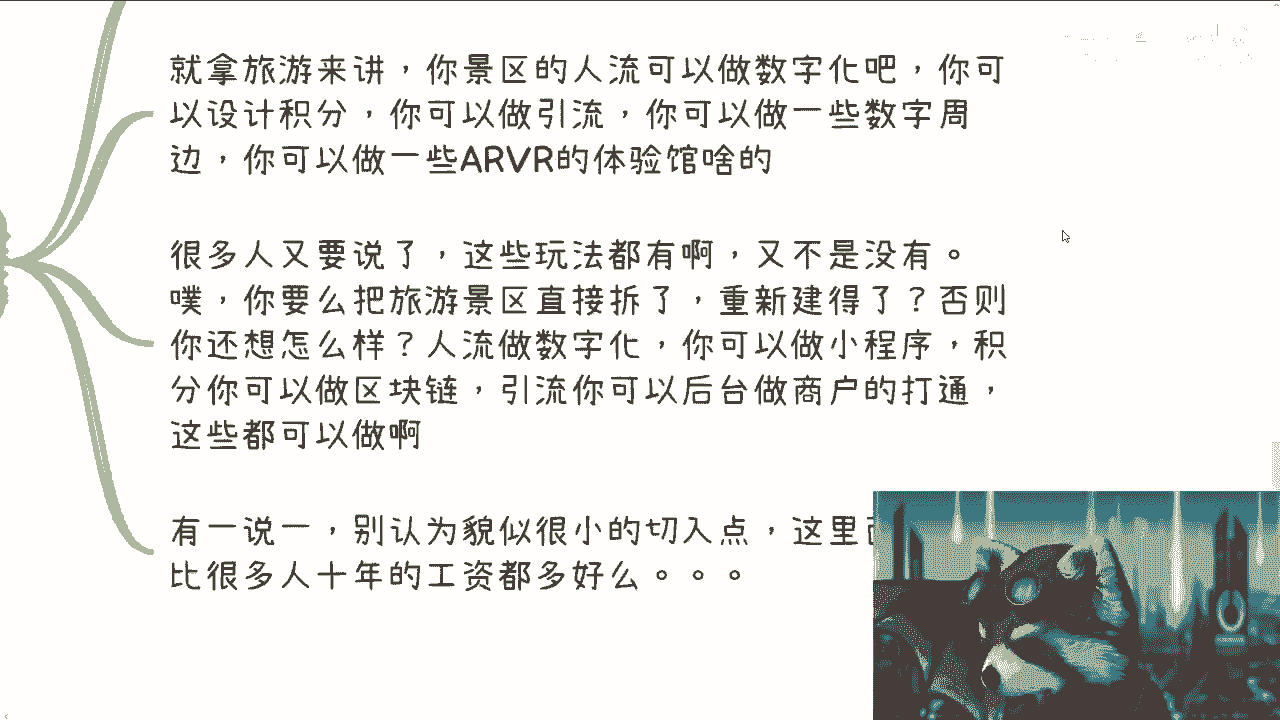 就拿旅游来讲，你景区的人流可以做数字化吧，你可
以设计积分，你可以做引流，你可以做一些数字周
边，你可以做一些ARVR的体验馆啥的
很多人又要说了，这些玩法都有啊，又不是没有。
噗，你要么把旅游景区直接拆了，重新建得了？否则
你还想怎么样？人流做数字化，你可以做小程序，积
分你可以做区块链，引流你可以后台做商户的打通，
这些都可以做啊
有一说一，别认为貌似很小的切入点，这里
比很多人十年的工资都多好么。。。